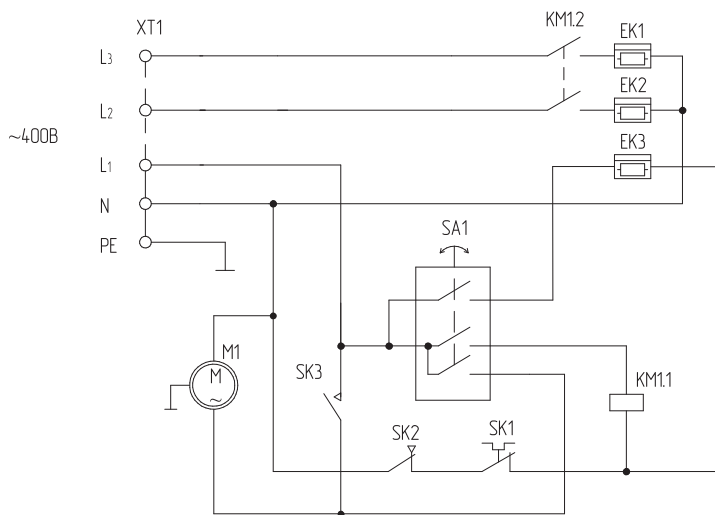 XT1
KM1.2
EK1
L3
EK2
L2
~400В
EK3
L1
N
SA1
PE
M1
M
~
SK3
KM1.1
SK2
SK1